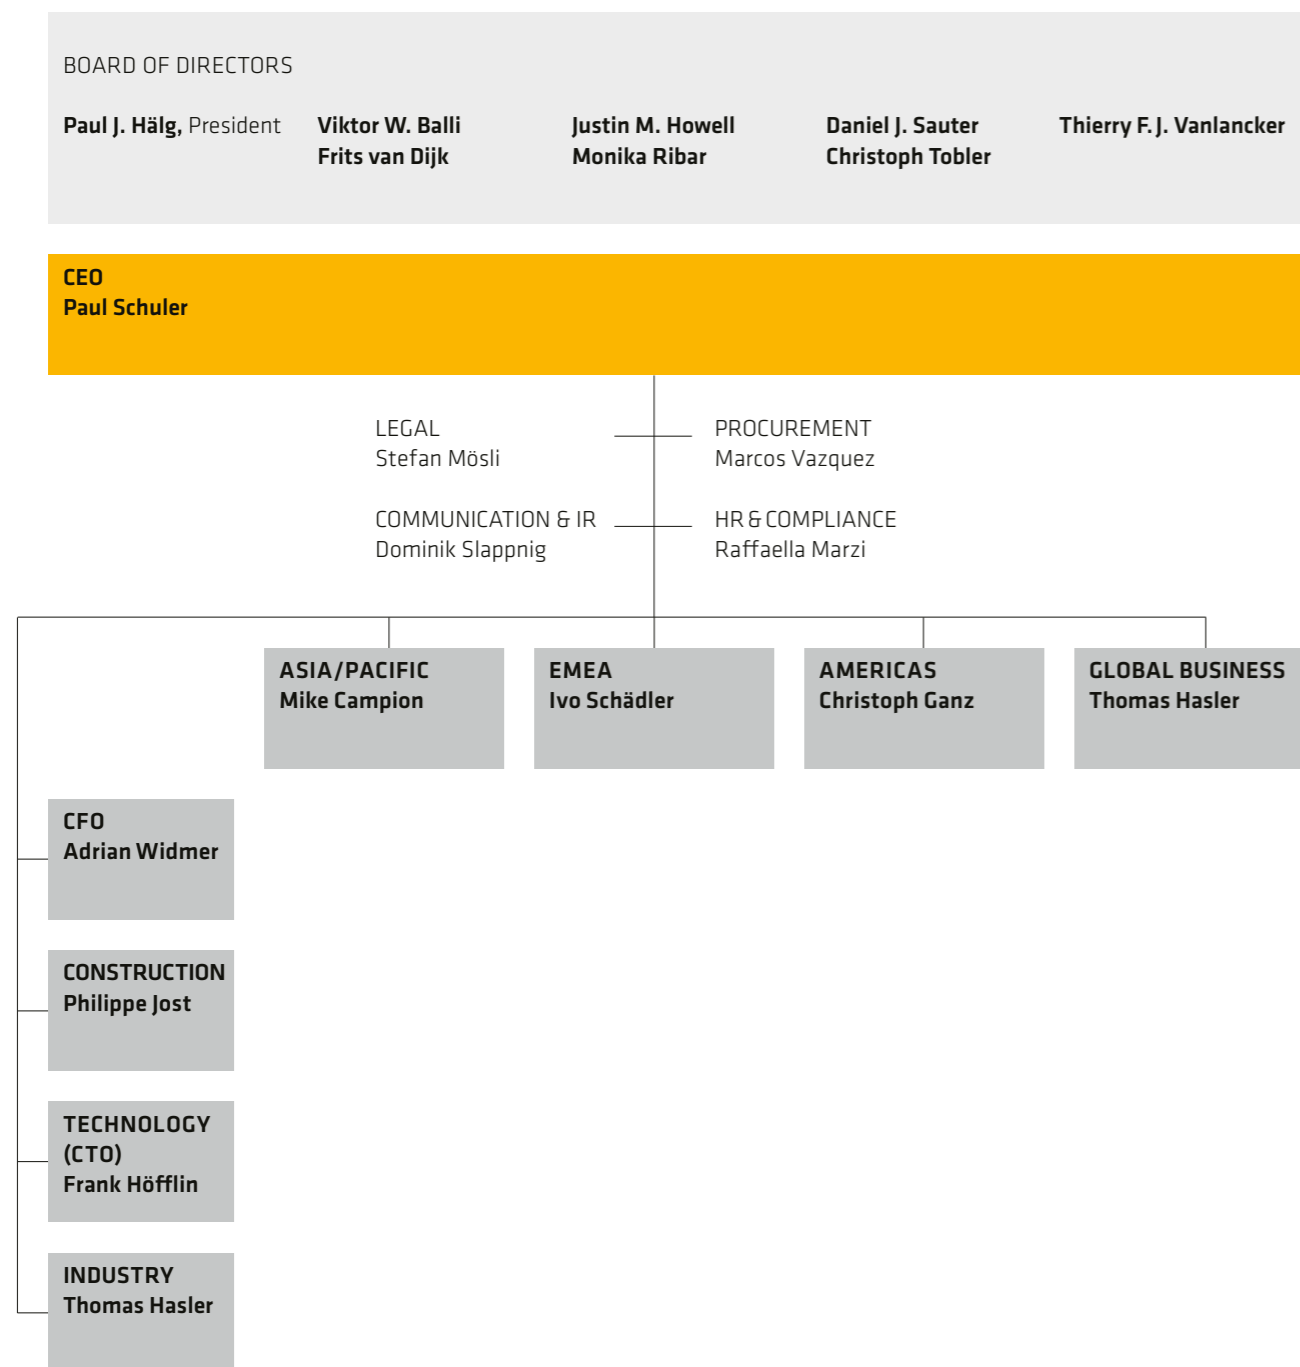 BOARD OF DIRECTORS
Paul J. Hälg, President
Viktor W. Balli
Frits van Dijk
Justin M. Howell
Monika Ribar
Daniel J. Sauter
Christoph Tobler
Thierry F. J. Vanlancker
CEO
Paul Schuler
LEGAL
Stefan Mösli
PROCUREMENT
Marcos Vazquez
COMMUNICATION & IR
Dominik Slappnig
HR & COMPLIANCE
Raffaella Marzi
ASIA/PACIFIC
Mike Campion
EMEA
Ivo Schädler
AMERICAS
Christoph Ganz
GLOBAL BUSINESS
Thomas Hasler
CFO
Adrian Widmer
CONSTRUCTION
Philippe Jost
TECHNOLOGY
(CTO)
Frank Höfflin
INDUSTRY
Thomas Hasler